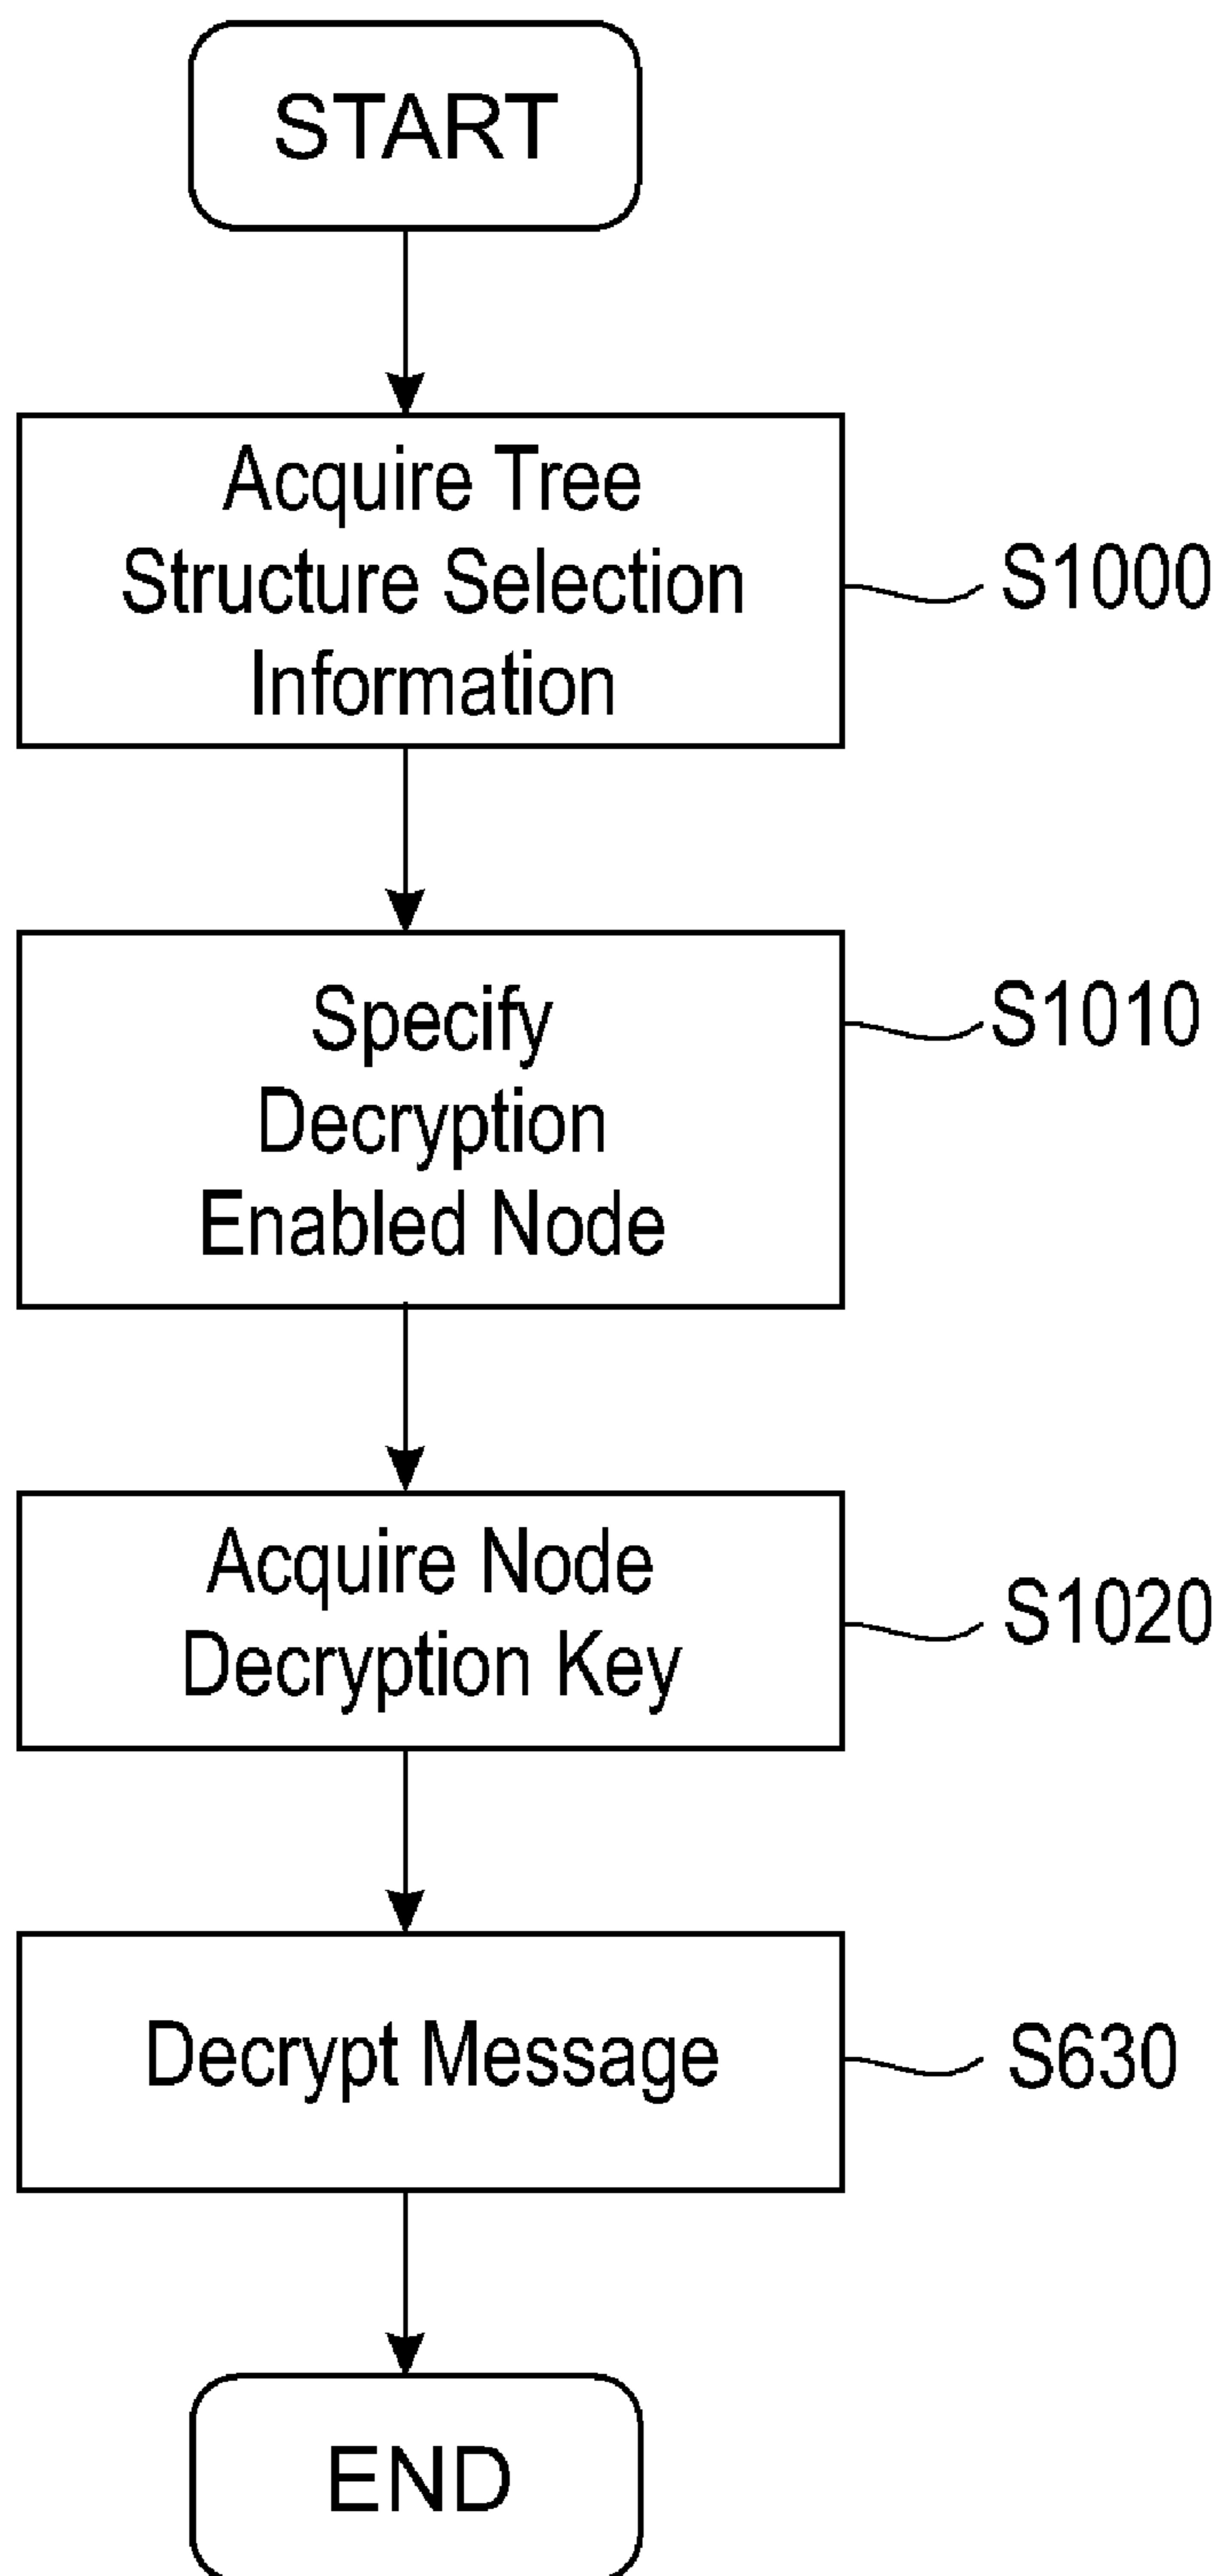 START
Acquire Tree
Structure Selection
Information
S1000
Specify
Decryption
Enabled Node
S1010
Acquire Node
Decryption Key
S1020
Decrypt Message
S630
END